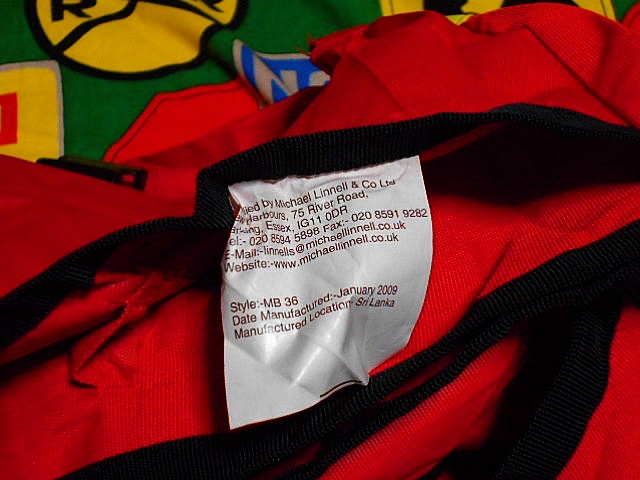 by Michael Linnell & Co Ltd
75 River Road,
Essex, IG11 0DR
Tel:- 020 8594 5898 Fax:- 020 8591 9282
E-Mail:-linnells@michaellinnell.co.uk
Website:-www.michaellinnell.co.uk
Style:-MB 36
Date Manufactured:-January 2009
Manufactured Location- Sri Lanka